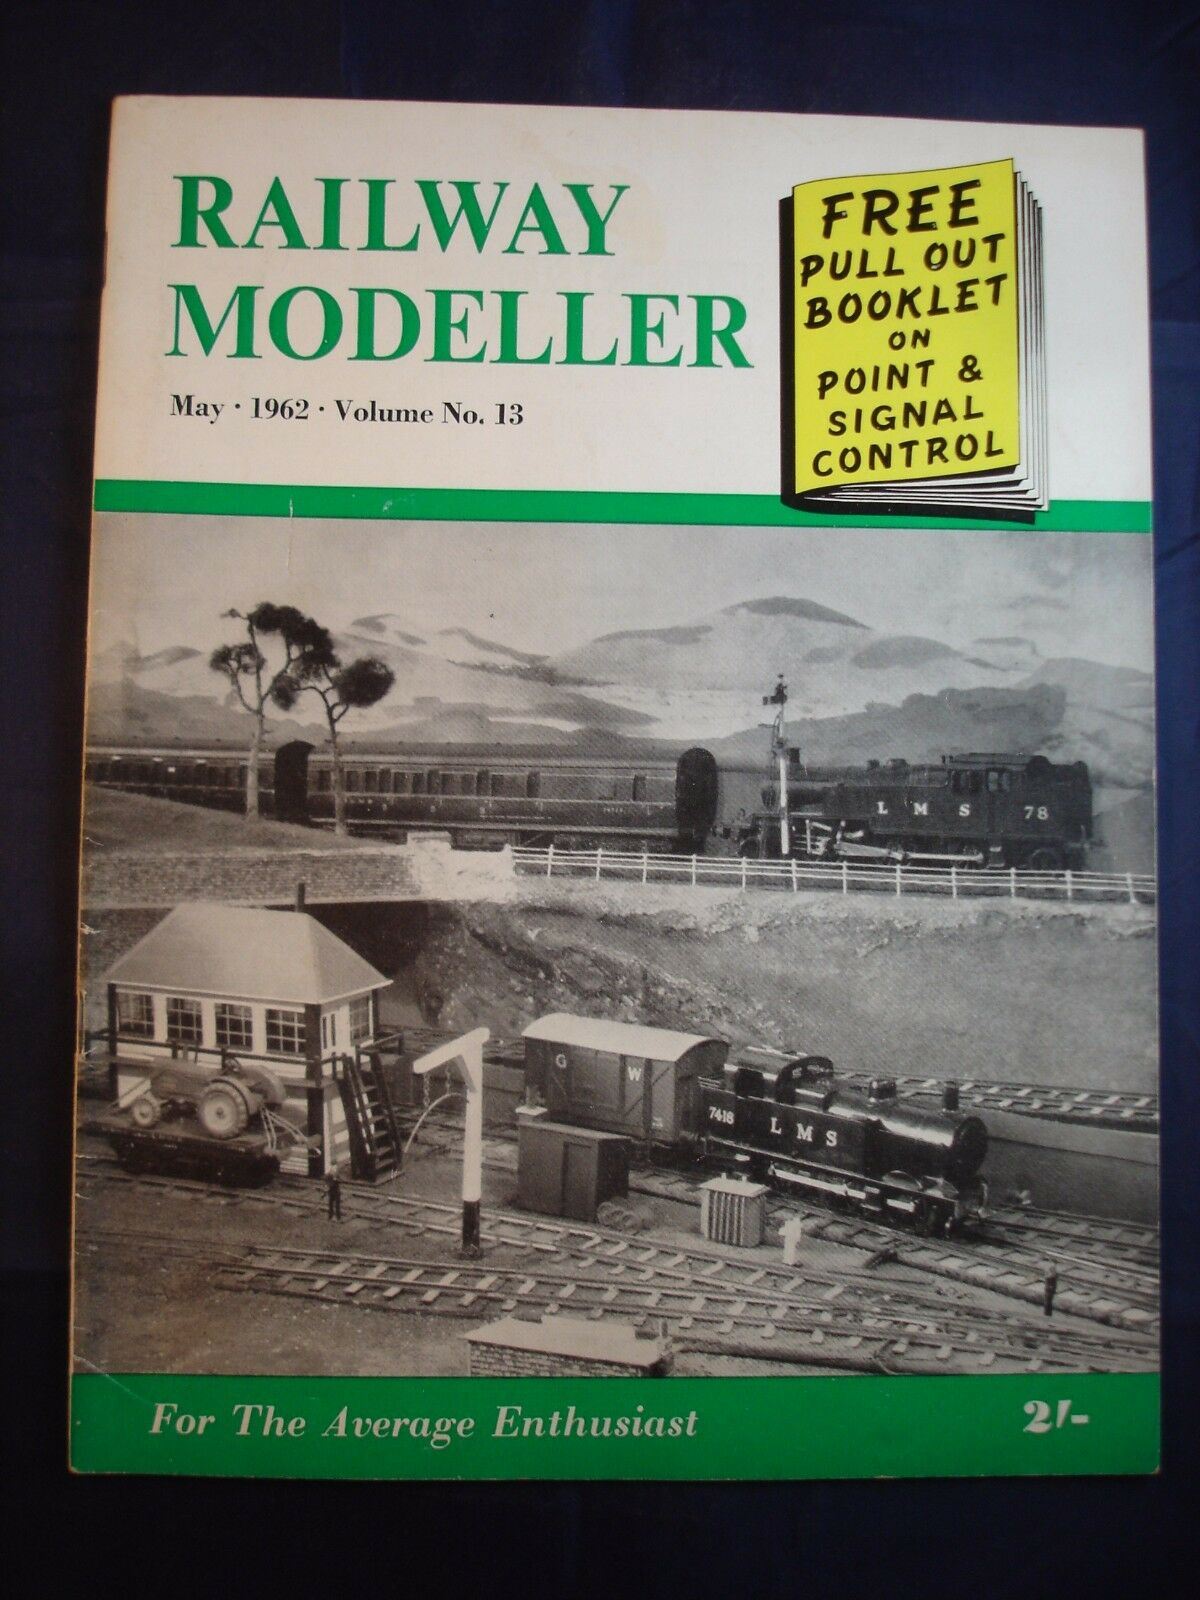 RAILWAY
MODELLER
May · 1962 · Volume No. 13
FREE
PULL OUT
BOOKLET
ON
POINT &
SIGNAL
CONTROL
L M S 78
G W
7418 L M S
For The Average Enthusiast
2/-